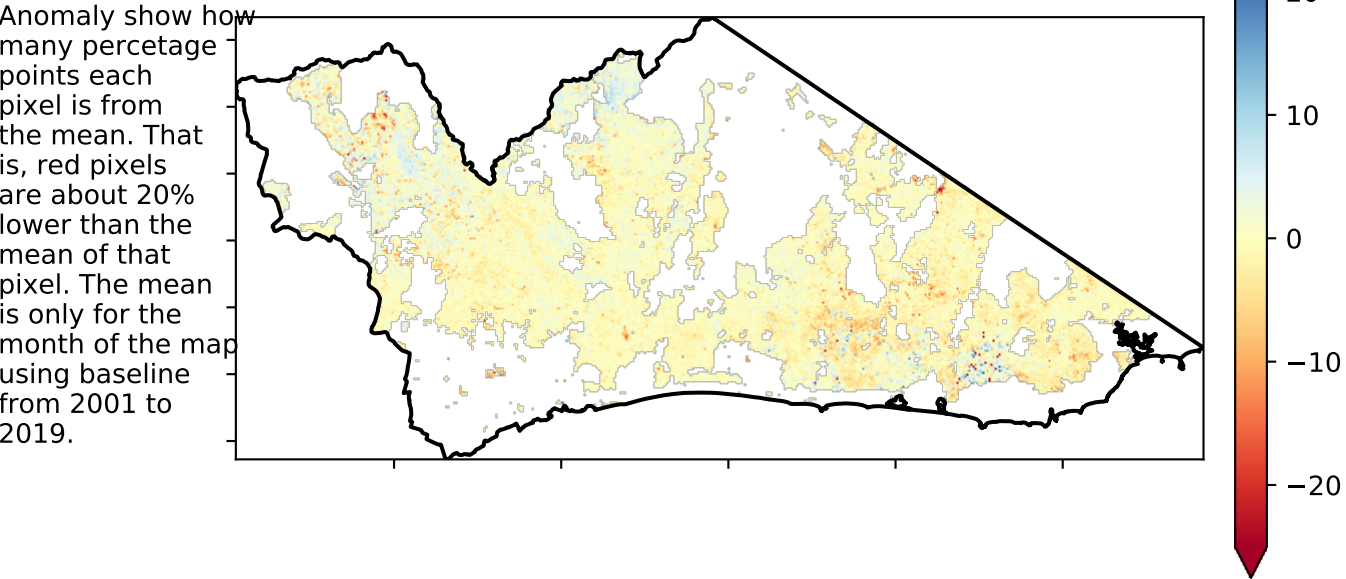 Anomaly show how
many percetage
points each
pixel is from
the mean. That
is, red pixels
are about 20%
lower than the
mean of that
pixel. The mean
is only for the
month of the map
using baseline
from 2001 to
2019.
10
0
−10
−20